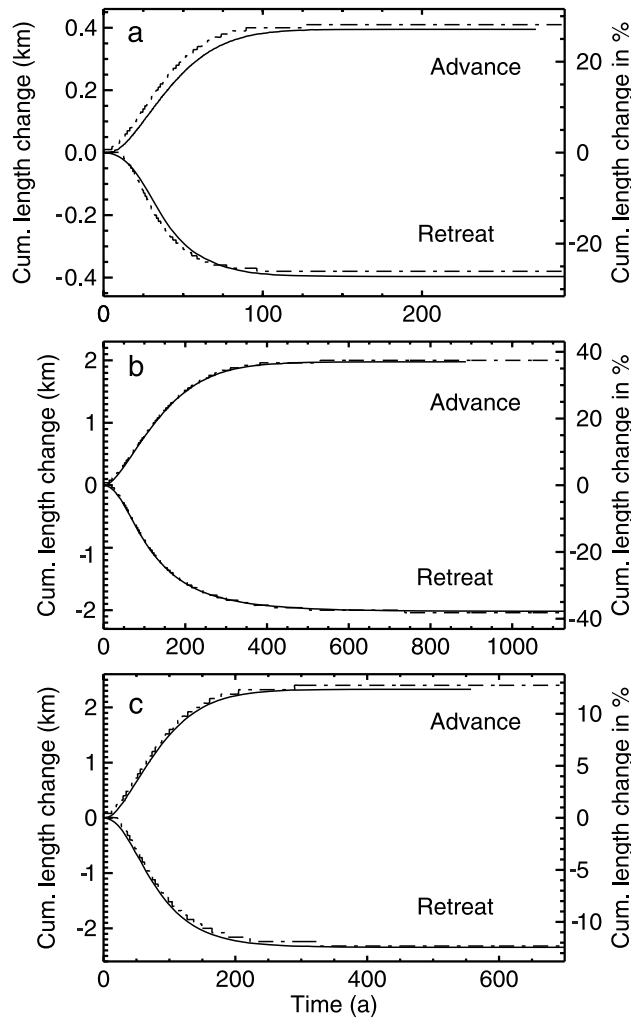 a
Cum. length change (km)
0.4
0.2
0.0
-0.2
-0.4
Advance
Retreat
20
0
-20
Cum. length change in %
0
100
200
b
Cum. length change (km)
2
1
0
-1
-2
Advance
Retreat
40
20
0
-20
-40
Cum. length change in %
0
200
400
600
800
1000
c
Cum. length change (km)
2
1
0
-1
-2
Advance
Retreat
10
5
0
-5
-10
Cum. length change in %
0
200
400
600
Time (a)